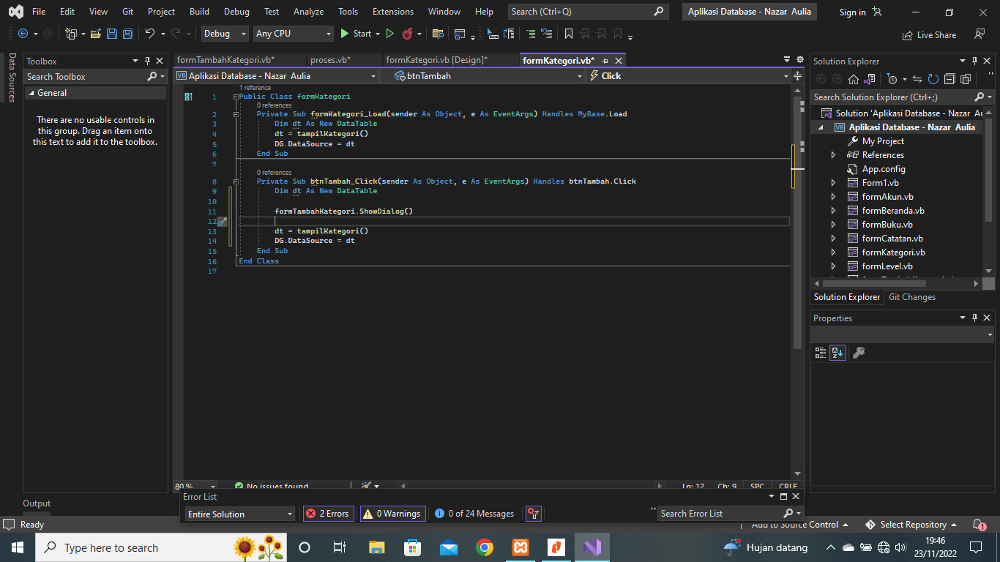 File Edit View Git Project Build Debug Test Analyze Tools Extensions Window Help Search (Ctrl+Q) Aplikasi Database - Nazar Aulia Sign in
Debug Any CPU Start Live Share
Data Sources
Toolbox
Search Toolbox
General
There are no usable controls in
this group. Drag an item onto
this text to add it to the toolbox.
formTambahKategori.vb* proses.vb* formKategori.vb [Design]* formKategori.vb*
VB Aplikasi Database - Nazar Aulia btnTambah Click
1 reference
1 Public Class formKategori
0 references
2 Private Sub formKategori_Load(sender As Object, e As EventArgs) Handles MyBase.Load
3 Dim dt As New DataTable
4 dt = tampilKategori()
5 DG.DataSource = dt
6 End Sub
7
0 references
8 Private Sub btnTambah_Click(sender As Object, e As EventArgs) Handles btnTambah.Click
9 Dim dt As New DataTable
10
11 formTambahKategori.ShowDialog()
12
13 dt = tampilKategori()
14 DG.DataSource = dt
15 End Sub
16 End Class
17
80 % No issues found Ln: 12 Ch: 9 SPC CRLF
Solution Explorer
Search Solution Explorer (Ctrl+;)
Solution 'Aplikasi Database - Nazar Au
VB Aplikasi Database - Nazar Aulia
My Project
References
App.config
Form1.vb
formAkun.vb
formBeranda.vb
formBuku.vb
formCatatan.vb
formKategori.vb
formLevel.vb
Solution Explorer Git Changes
Properties
Output
Error List
Entire Solution 2 Errors 0 Warnings 0 of 24 Messages Search Error List
Ready Add to Source Control Select Repository 1
Type here to search Hujan datang 19:46
23/11/2022